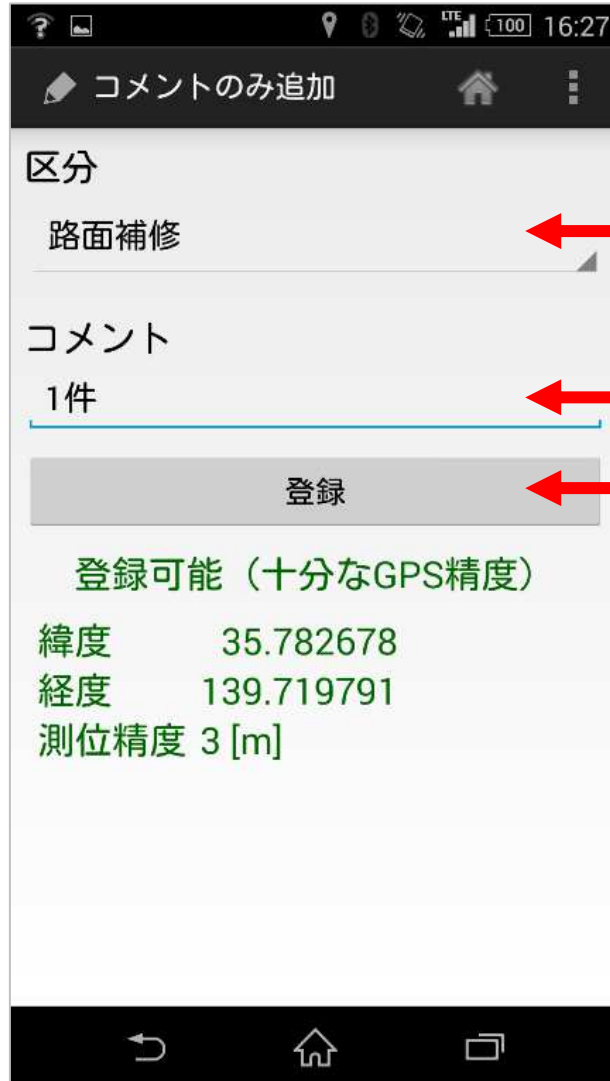 LTE 100 16:27
コメントのみ追加
区分
路面補修
コメント
1件
登録
登録可能（十分なGPS精度）
緯度 35.782678
経度 139.719791
測位精度 3 [m]